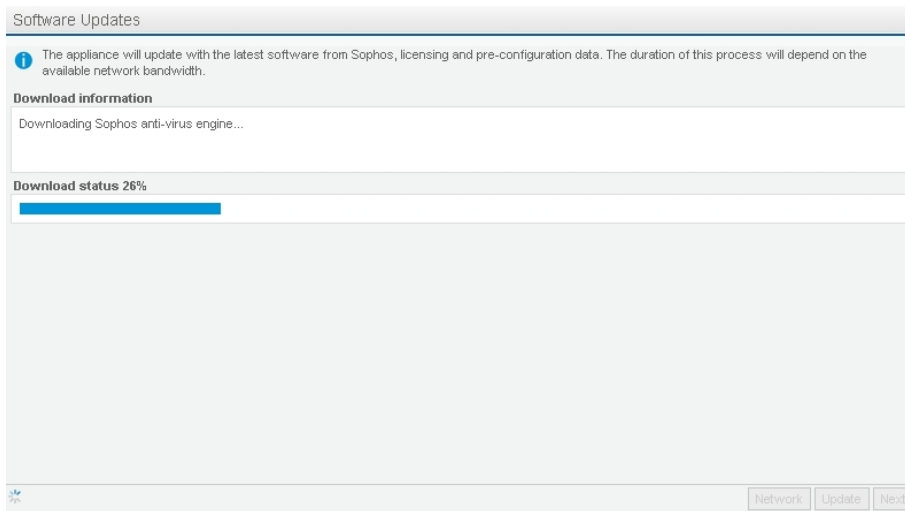 Software Updates
The appliance will update with the latest software from Sophos, licensing and pre-configuration data. The duration of this process will depend on the
available network bandwidth.
Download information
Downloading Sophos anti-virus engine...
Download status 26%
Network Update Next